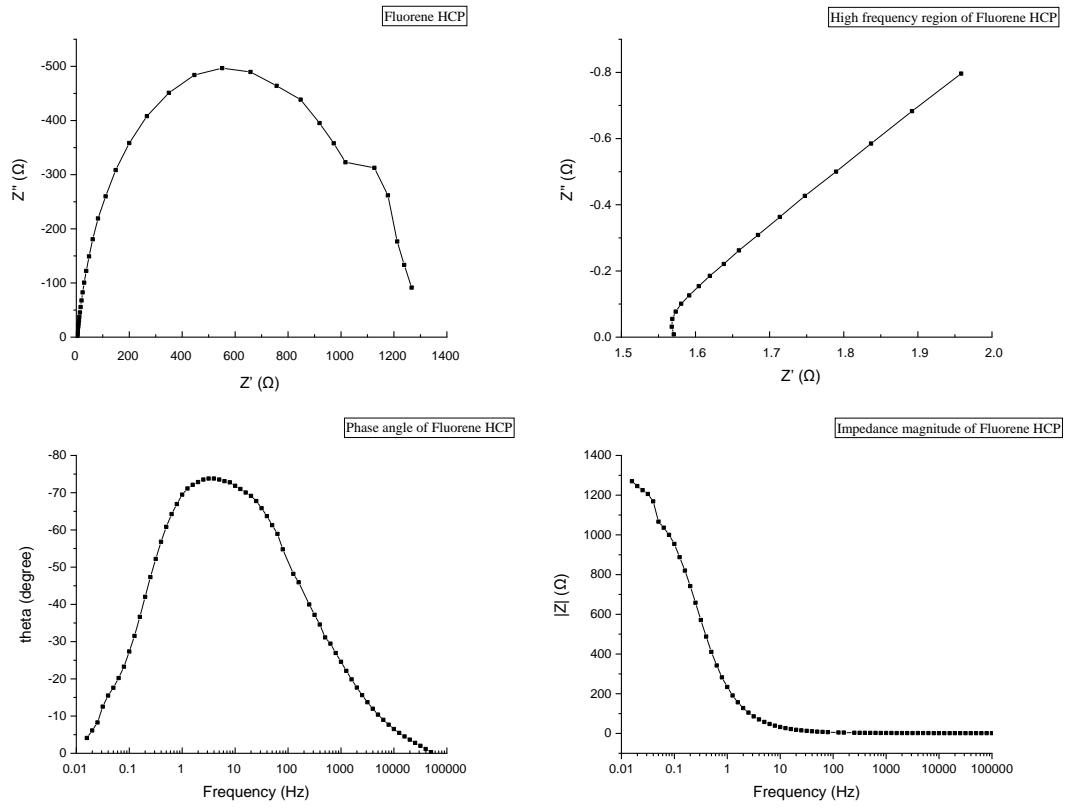 Fluorene HCP
-500
-400
-300
-200
-100
0
Z'' (Ω)
0 200 400 600 800 1000 1200 1400
Z' (Ω)
High frequency region of Fluorene HCP
-0.8
-0.6
-0.4
-0.2
0.0
Z'' (Ω)
1.5 1.6 1.7 1.8 1.9 2.0
Z' (Ω)
Phase angle of Fluorene HCP
-80
-70
-60
-50
-40
-30
-20
-10
0
theta (degree)
0.01 0.1 1 10 100 1000 10000 100000
Frequency (Hz)
Impedance magnitude of Fluorene HCP
1400
1200
1000
800
600
400
200
0
|Z| (Ω)
0.01 0.1 1 10 100 1000 10000 100000
Frequency (Hz)